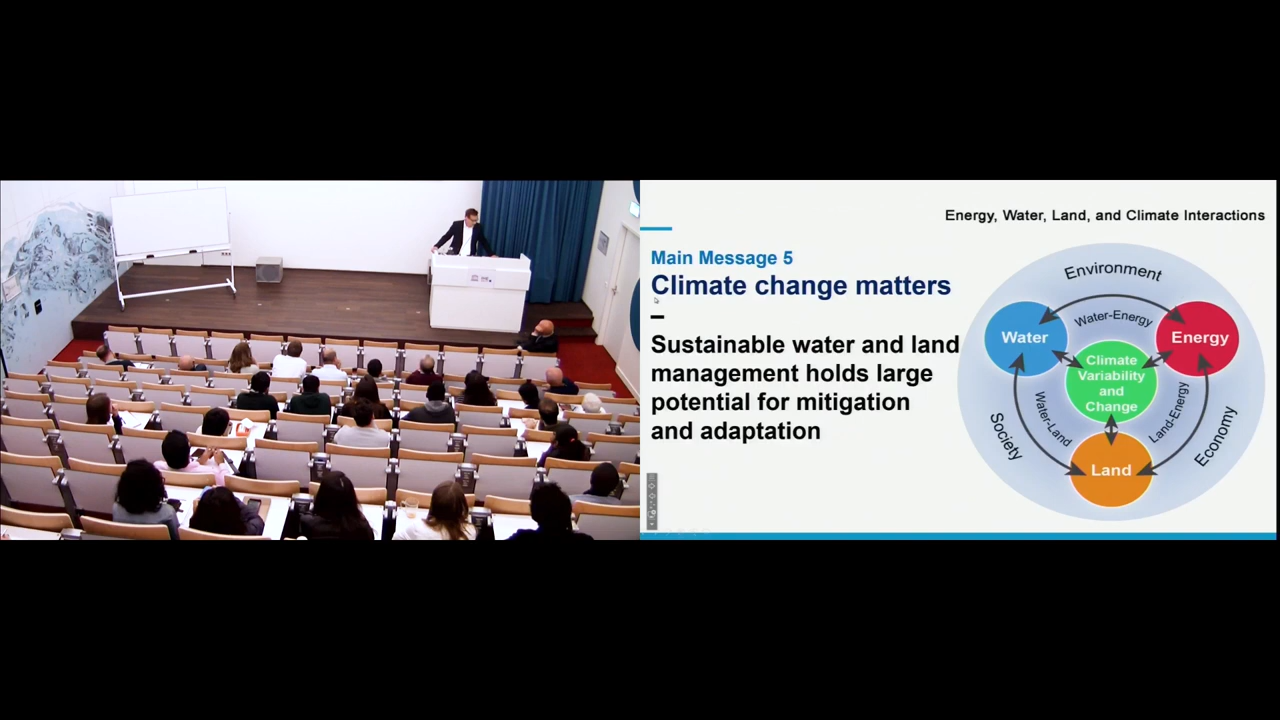 Energy, Water, Land, and Climate Interactions
Main Message 5
Climate change matters
Sustainable water and land
management holds large
potential for mitigation
and adaptation
Environment
Water-Energy
Water
Energy
Climate
Variability
and
Change
Water-Land
Land-Energy
Society
Economy
Land